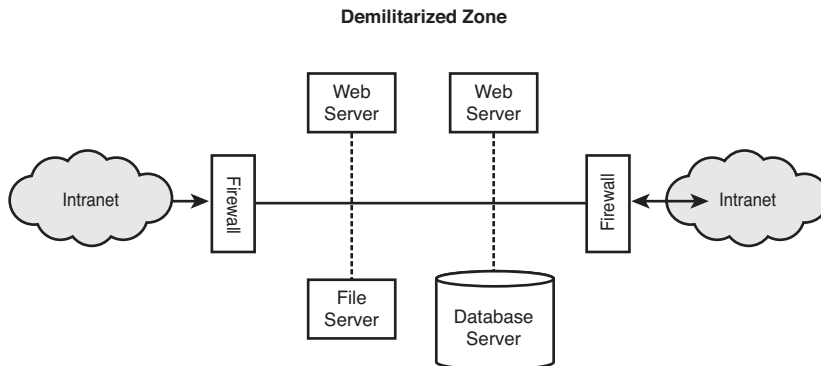 Demilitarized Zone
Web
Server
Web
Server
Intranet
Firewall
Firewall
Intranet
File
Server
Database
Server